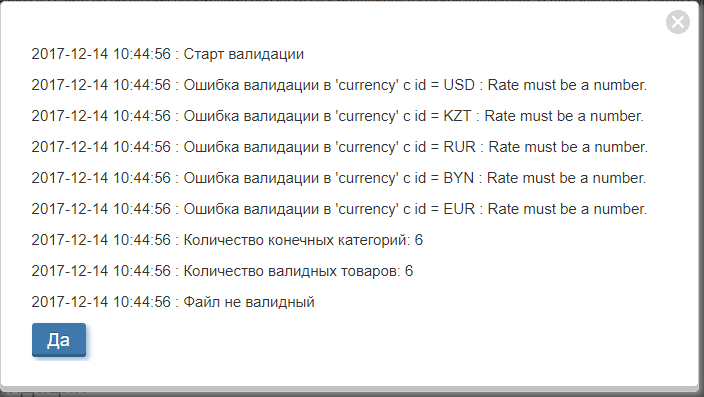 2017-12-14 10:44:56 : Старт валидации
2017-12-14 10:44:56 : Ошибка валидации в 'currency' с id = USD : Rate must be a number.
2017-12-14 10:44:56 : Ошибка валидации в 'currency' с id = KZT : Rate must be a number.
2017-12-14 10:44:56 : Ошибка валидации в 'currency' с id = RUR : Rate must be a number.
2017-12-14 10:44:56 : Ошибка валидации в 'currency' с id = BYN : Rate must be a number.
2017-12-14 10:44:56 : Ошибка валидации в 'currency' с id = EUR : Rate must be a number.
2017-12-14 10:44:56 : Количество конечных категорий: 6
2017-12-14 10:44:56 : Количество валидных товаров: 6
2017-12-14 10:44:56 : Файл не валидный
Да